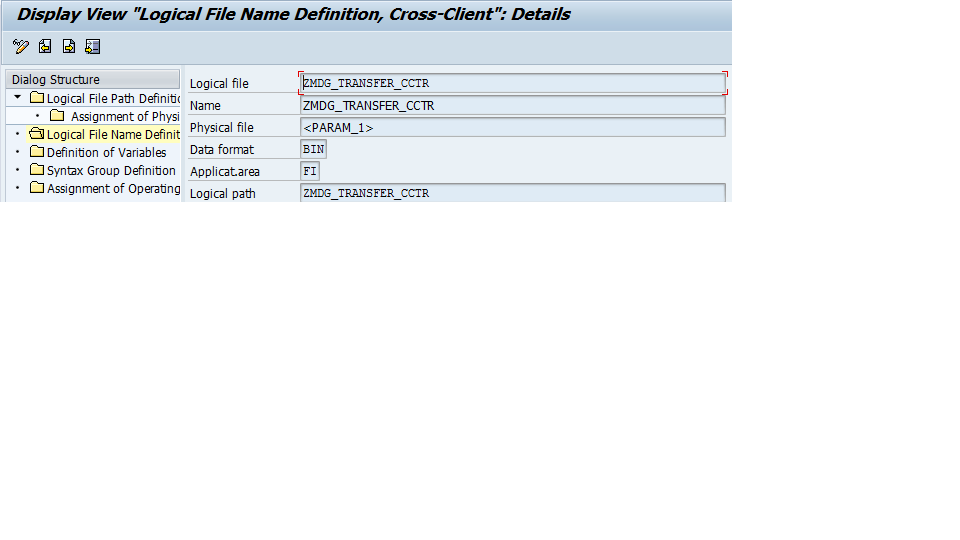 Display View "Logical File Name Definition, Cross-Client": Details
Dialog Structure
Logical File Path Definitic
Assignment of Physi
Logical File Name Definit
Definition of Variables
Syntax Group Definition
Assignment of Operating
Logical file ZMDG_TRANSFER_CCTR
Name ZMDG_TRANSFER_CCTR
Physical file <PARAM_1>
Data format BIN
Applicat.area FI
Logical path ZMDG_TRANSFER_CCTR